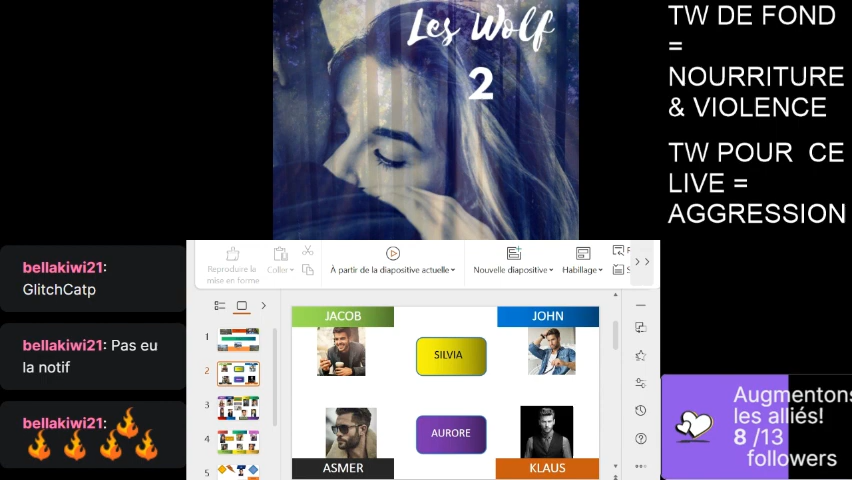 Les Wolf
2
TW DE FOND
=
NOURRITURE
& VIOLENCE
TW POUR CE
LIVE =
AGGRESSION
bellakiwi21:
GlitchCatp
bellakiwi21: Pas eu
la notif
bellakiwi21:
Reproduire la
mise en forme
Coller
À partir de la diapositive actuelle
Nouvelle diapositive
Habillage
1
2
3
4
5
JACOB
JOHN
SILVIA
AURORE
ASMER
KLAUS
Augmentons
les alliés!
8 /13
followers